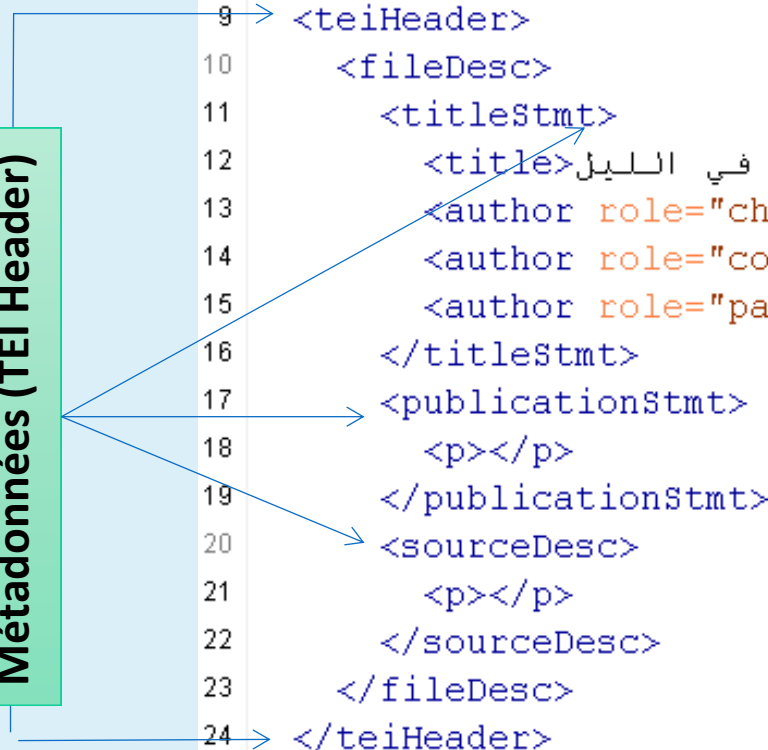 Métadonnées (TEI Header)
9 <teiHeader>
10 <fileDesc>
11 <titleStmt>
12 <title>في الليل
13 <author role="ch
14 <author role="co
15 <author role="pa
16 </titleStmt>
17 <publicationStmt>
18 <p></p>
19 </publicationStmt>
20 <sourceDesc>
21 <p></p>
22 </sourceDesc>
23 </fileDesc>
24 </teiHeader>